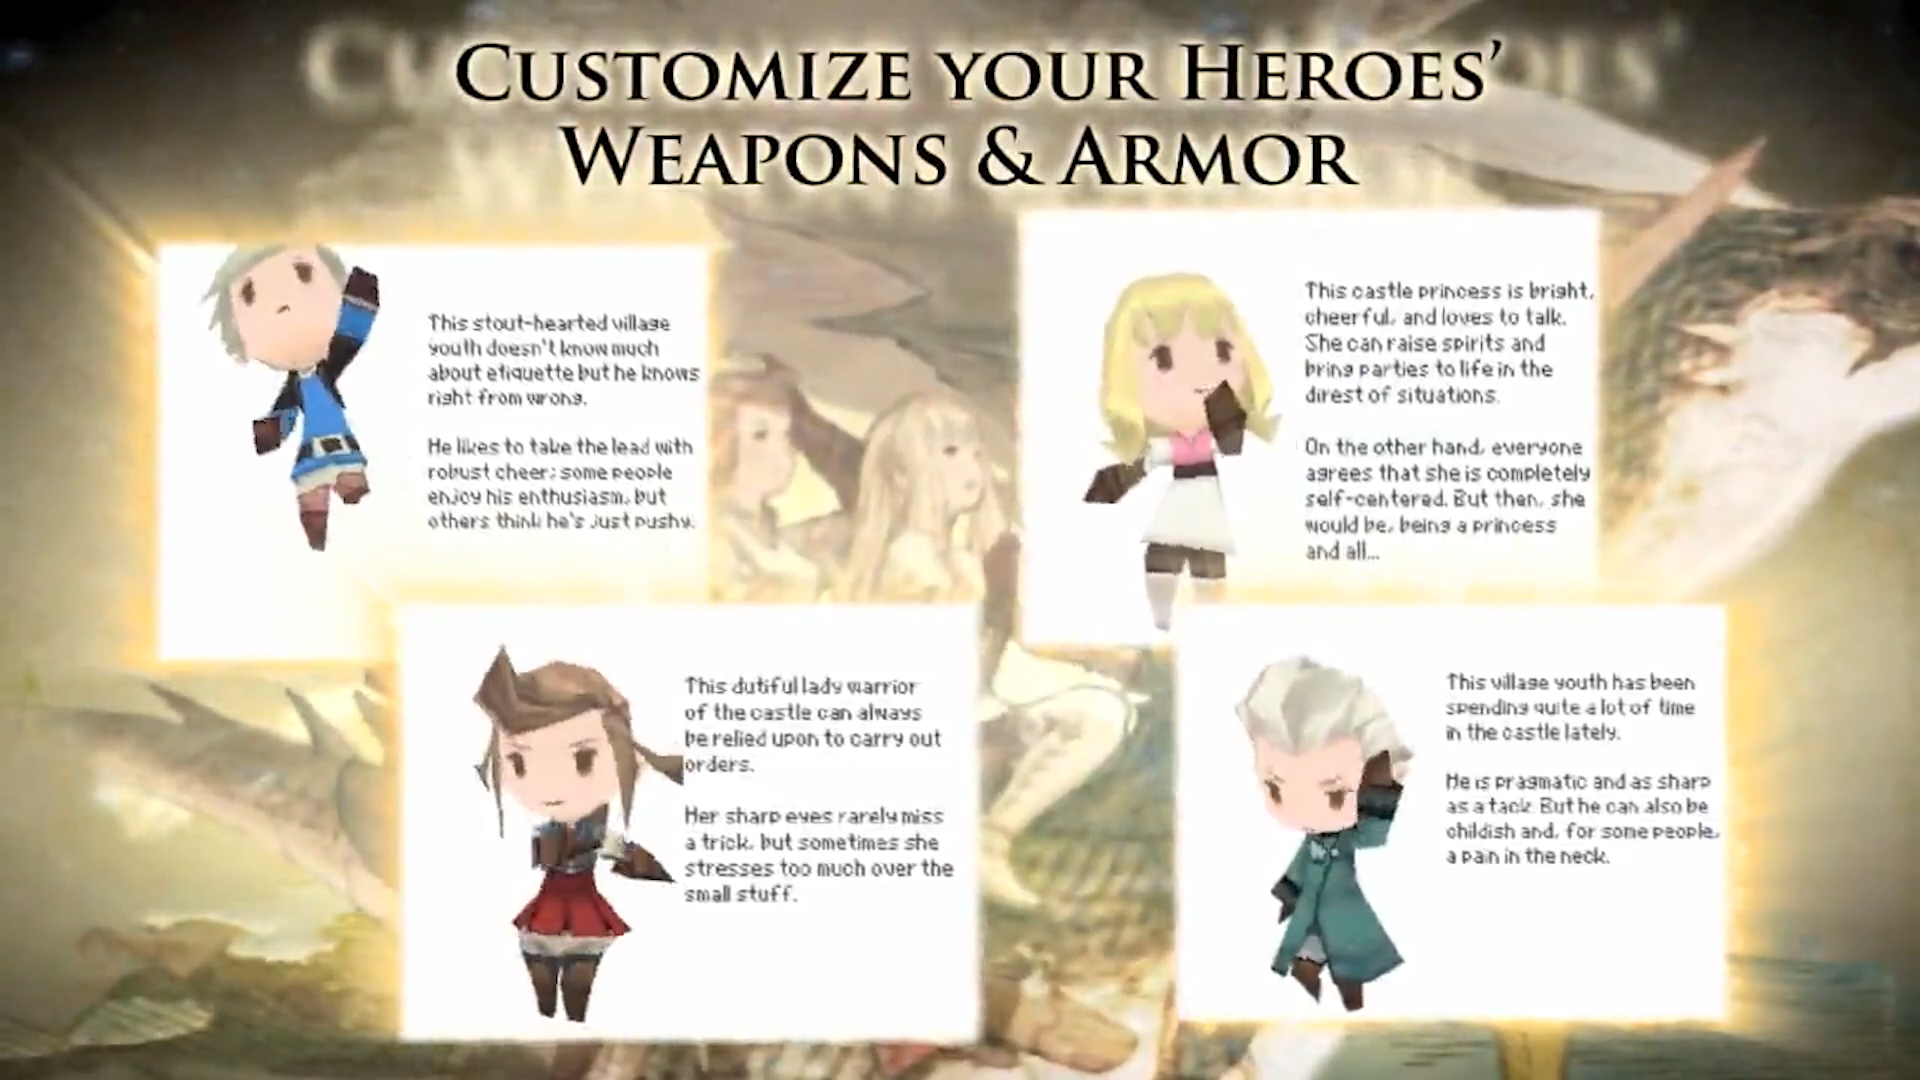 CUSTOMIZE YOUR HEROES'
WEAPONS & ARMOR
This stout-hearted village
youth doesn't know much
about etiquette but he knows
right from wrong.
He likes to take the lead with
robust cheer; some people
enjoy his enthusiasm, but
others think he's just pushy.
This castle princess is bright,
cheerful, and loves to talk.
She can raise spirits and
bring parties to life in the
direst of situations.
On the other hand, everyone
agrees that she is completely
self-centered. But then, she
would be, being a princess
and all...
This dutiful lady warrior
of the castle can always
be relied upon to carry out
orders.
Her sharp eyes rarely miss
a trick, but sometimes she
stresses too much over the
small stuff.
This village youth has been
spending quite a lot of time
in the castle lately.
He is pragmatic and as sharp
as a tack. But he can also be
childish and, for some people,
a pain in the neck.